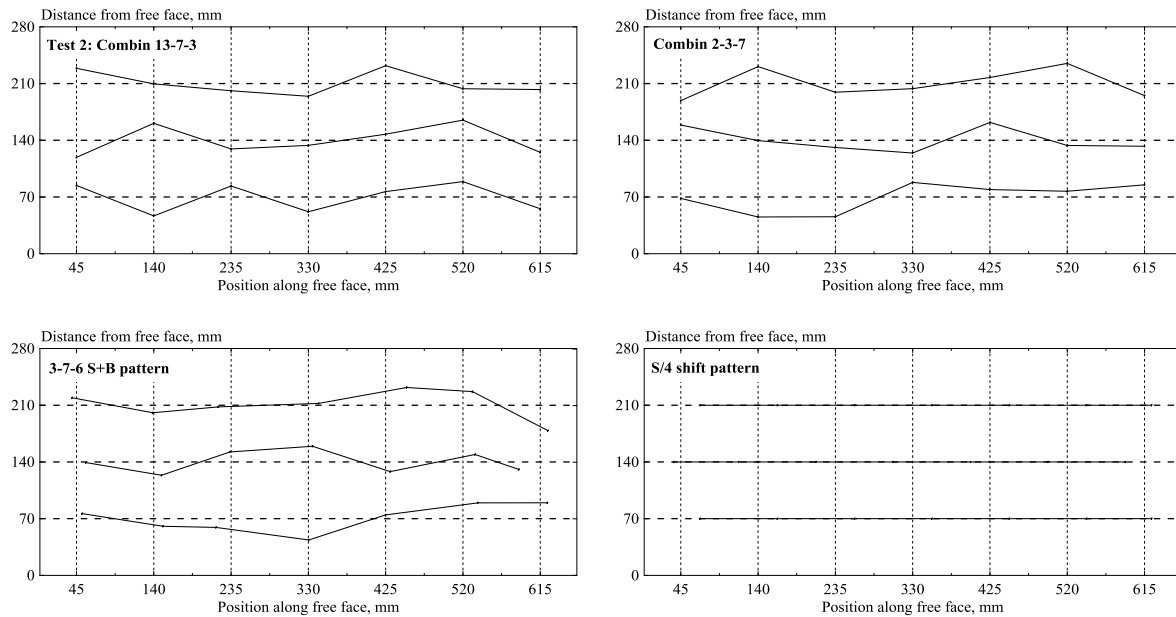 Distance from free face, mm
280
Test 2: Combin 13-7-3
210
140
70
0
45 140 235 330 425 520 615
Position along free face, mm
Distance from free face, mm
280
Combin 2-3-7
210
140
70
0
45 140 235 330 425 520 615
Position along free face, mm
Distance from free face, mm
280
3-7-6 S+B pattern
210
140
70
0
45 140 235 330 425 520 615
Position along free face, mm
Distance from free face, mm
280
S/4 shift pattern
210
140
70
0
45 140 235 330 425 520 615
Position along free face, mm